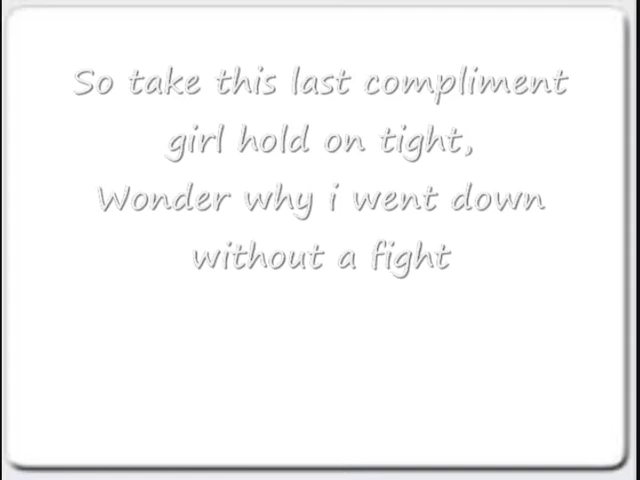 So take this last compliment
girl hold on tight,
Wonder why i went down
without a fight